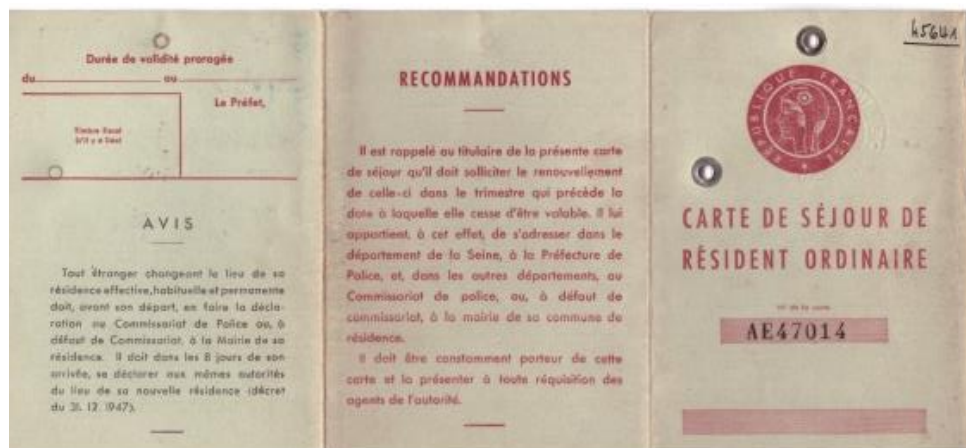 Durée de validité prorogée
du au
Le Préfet,
Timbre fiscal
(s'il y a lieu)
AVIS
Tout étranger changeant le lieu de sa
résidence effective, habituelle et permanente
doit, avant son départ, en faire la décla-
ration au Commissariat de Police ou, à
défaut de Commissariat, à la Mairie de sa
résidence. Il doit dans les 8 jours de son
arrivée, se déclarer aux mêmes autorités
du lieu de sa nouvelle résidence (décret
du 31. 12. 1947).
RECOMMANDATIONS
Il est rappelé au titulaire de la présente carte
de séjour qu'il doit solliciter le renouvellement
de celle-ci dans le trimestre qui précède la
date à laquelle elle cesse d'être valable. Il lui
appartient, à cet effet, de s'adresser dans le
département de la Seine, à la Préfecture de
Police, et, dans les autres départements, au
Commissariat de police, ou, à défaut de
commissariat, à la mairie de sa commune de
résidence.
Il doit être constamment porteur de cette
carte et la présenter à toute réquisition des
agents de l'autorité.
45641
RÉPUBLIQUE FRANÇAISE
CARTE DE SÉJOUR DE
RÉSIDENT ORDINAIRE
N° de la carte
AE47014